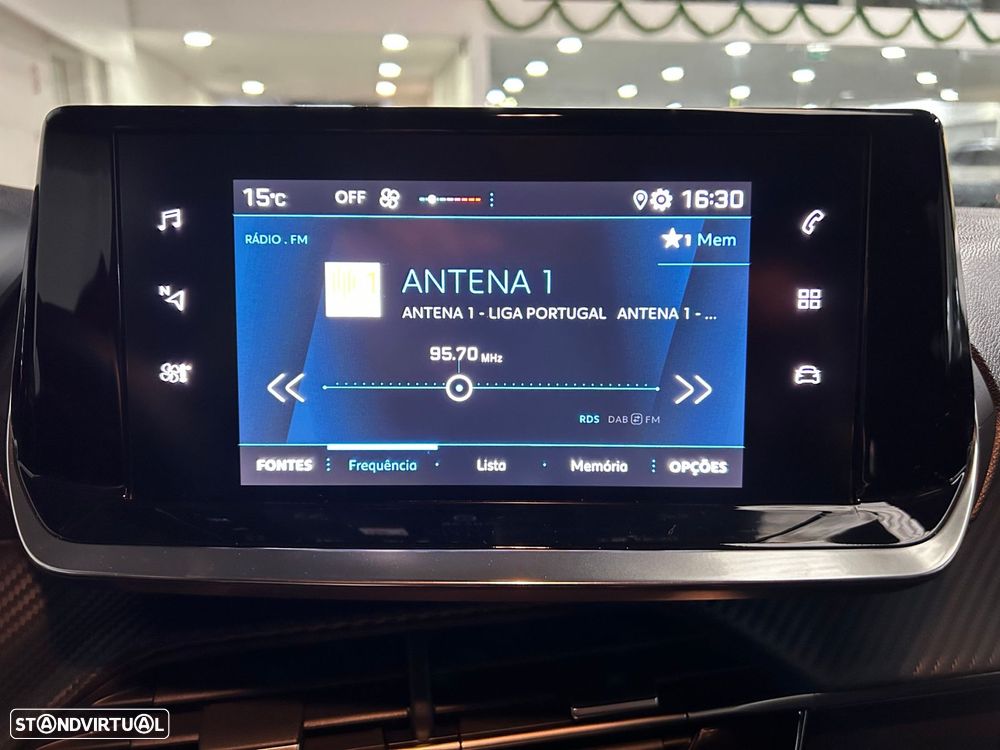 15°C OFF 16:30
RÁDIO . FM
1 Mem
1
ANTENA 1
ANTENA 1 - LIGA PORTUGAL ANTENA 1 - ...
95.70 MHz
N
RDS DAB FM
FONTES Frequência Lista Memória OPÇÕES
STANDVIRTUAL